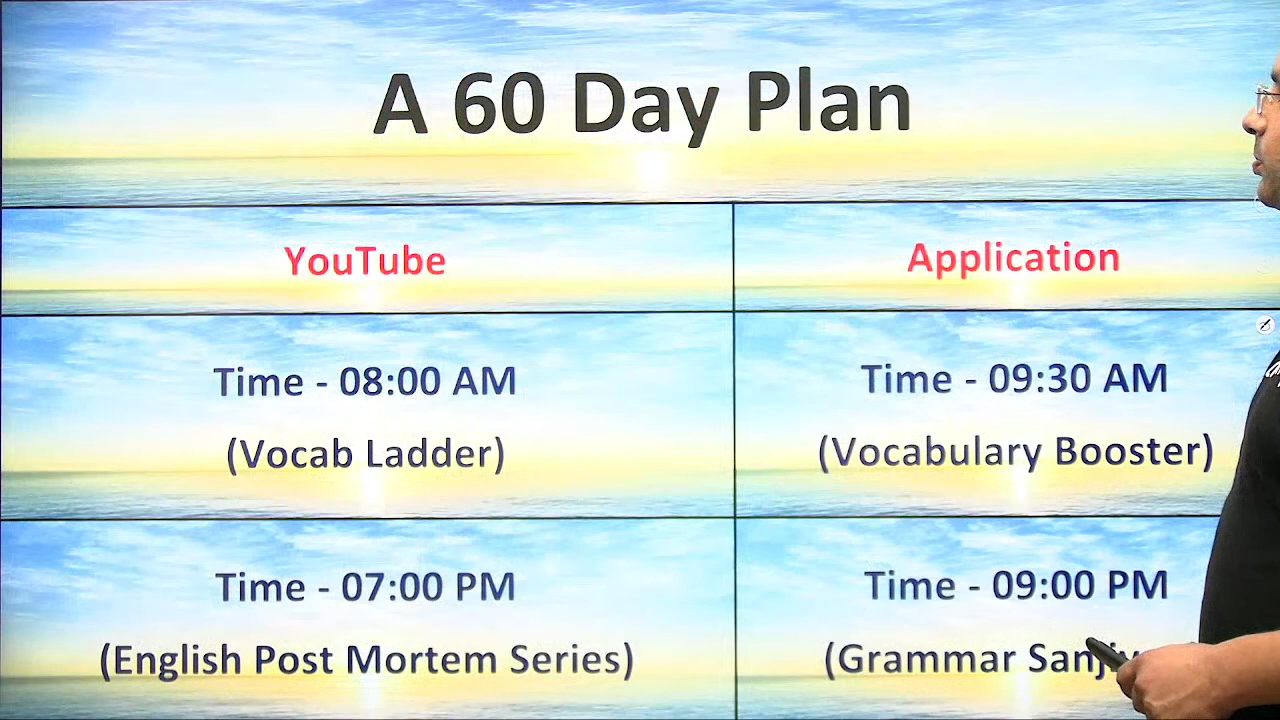 A 60 Day Plan
YouTube
Application
Time - 08:00 AM
(Vocab Ladder)
Time - 09:30 AM
(Vocabulary Booster)
Time - 07:00 PM
(English Post Mortem Series)
Time - 09:00 PM
(Grammar